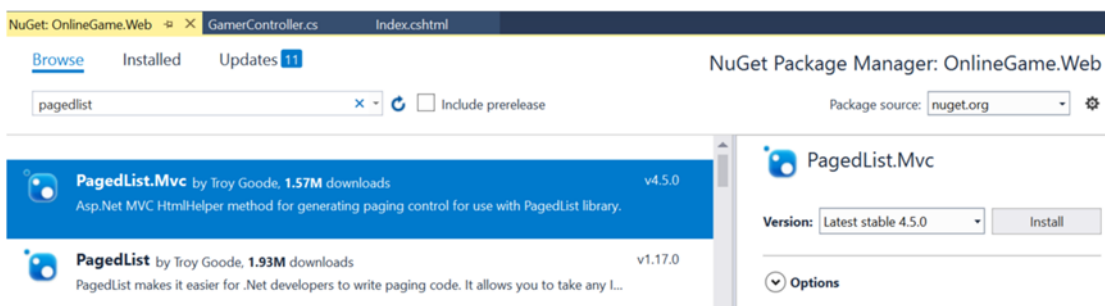 NuGet: OnlineGame.Web GamerController.cs Index.cshtml
Browse Installed Updates 11
NuGet Package Manager: OnlineGame.Web
pagedlist Include prerelease Package source: nuget.org
PagedList.Mvc by Troy Goode, 1.57M downloads v4.5.0
Asp.Net MVC HtmlHelper method for generating paging control for use with PagedList library.
PagedList by Troy Goode, 1.93M downloads v1.17.0
PagedList makes it easier for .Net developers to write paging code. It allows you to take any I...
PagedList.Mvc
Version: Latest stable 4.5.0 Install
Options